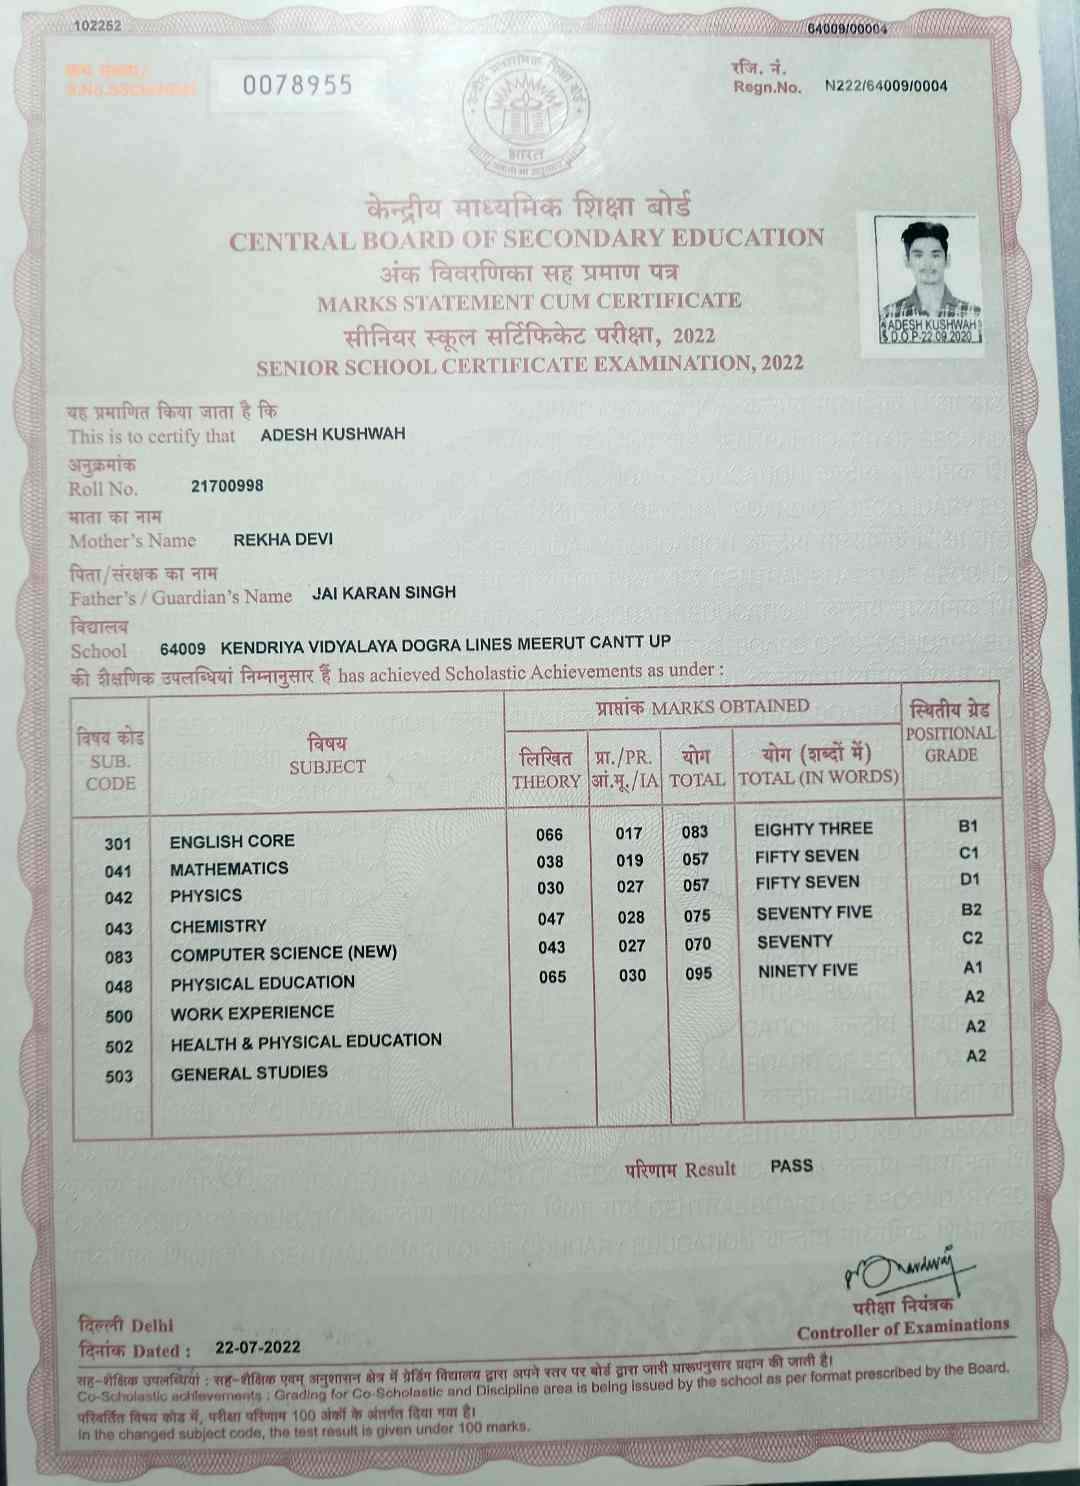 102262
64009/00004
0078955
रजि. नं.
Regn.No. N222/64009/0004
भारत
केन्द्रीय माध्यमिक शिक्षा बोर्ड
CENTRAL BOARD OF SECONDARY EDUCATION
अंक विवरणिका सह प्रमाण पत्र
MARKS STATEMENT CUM CERTIFICATE
सीनियर स्कूल सर्टिफिकेट परीक्षा, 2022
SENIOR SCHOOL CERTIFICATE EXAMINATION, 2022
ADESH KUSHWAH
D.O.P-22.09.2020
यह प्रमाणित किया जाता है कि
This is to certify that ADESH KUSHWAH
अनुक्रमांक
Roll No. 21700998
माता का नाम
Mother's Name REKHA DEVI
पिता/संरक्षक का नाम
Father's / Guardian's Name JAI KARAN SINGH
विद्यालय
School 64009 KENDRIYA VIDYALAYA DOGRA LINES MEERUT CANTT UP
की शैक्षणिक उपलब्धियां निम्नानुसार हैं has achieved Scholastic Achievements as under :
विषय कोड SUB. CODE
विषय SUBJECT
प्राप्तांक MARKS OBTAINED
लिखित THEORY
प्रा./PR. आं.मू./IA
योग TOTAL
योग (शब्दों में) TOTAL (IN WORDS)
स्थितीय ग्रेड POSITIONAL GRADE
301 ENGLISH CORE 066 017 083 EIGHTY THREE B1
041 MATHEMATICS 038 019 057 FIFTY SEVEN C1
042 PHYSICS 030 027 057 FIFTY SEVEN D1
043 CHEMISTRY 047 028 075 SEVENTY FIVE B2
083 COMPUTER SCIENCE (NEW) 043 027 070 SEVENTY C2
048 PHYSICAL EDUCATION 065 030 095 NINETY FIVE A1
500 WORK EXPERIENCE A2
502 HEALTH & PHYSICAL EDUCATION A2
503 GENERAL STUDIES A2
परिणाम Result PASS
परीक्षा नियंत्रक
Controller of Examinations
दिल्ली Delhi
दिनांक Dated : 22-07-2022
सह-शैक्षिक उपलब्धियां : सह-शैक्षिक एवम् अनुशासन क्षेत्र में ग्रेडिंग विद्यालय द्वारा अपने स्तर पर बोर्ड द्वारा जारी प्रारूपनुसार प्रदान की जाती है।
Co-Scholastic achievements : Grading for Co-Scholastic and Discipline area is being issued by the school as per format prescribed by the Board.
परिवर्तित विषय कोड में, परीक्षा परिणाम 100 अंकों के अंतर्गत दिया गया है।
In the changed subject code, the test result is given under 100 marks.